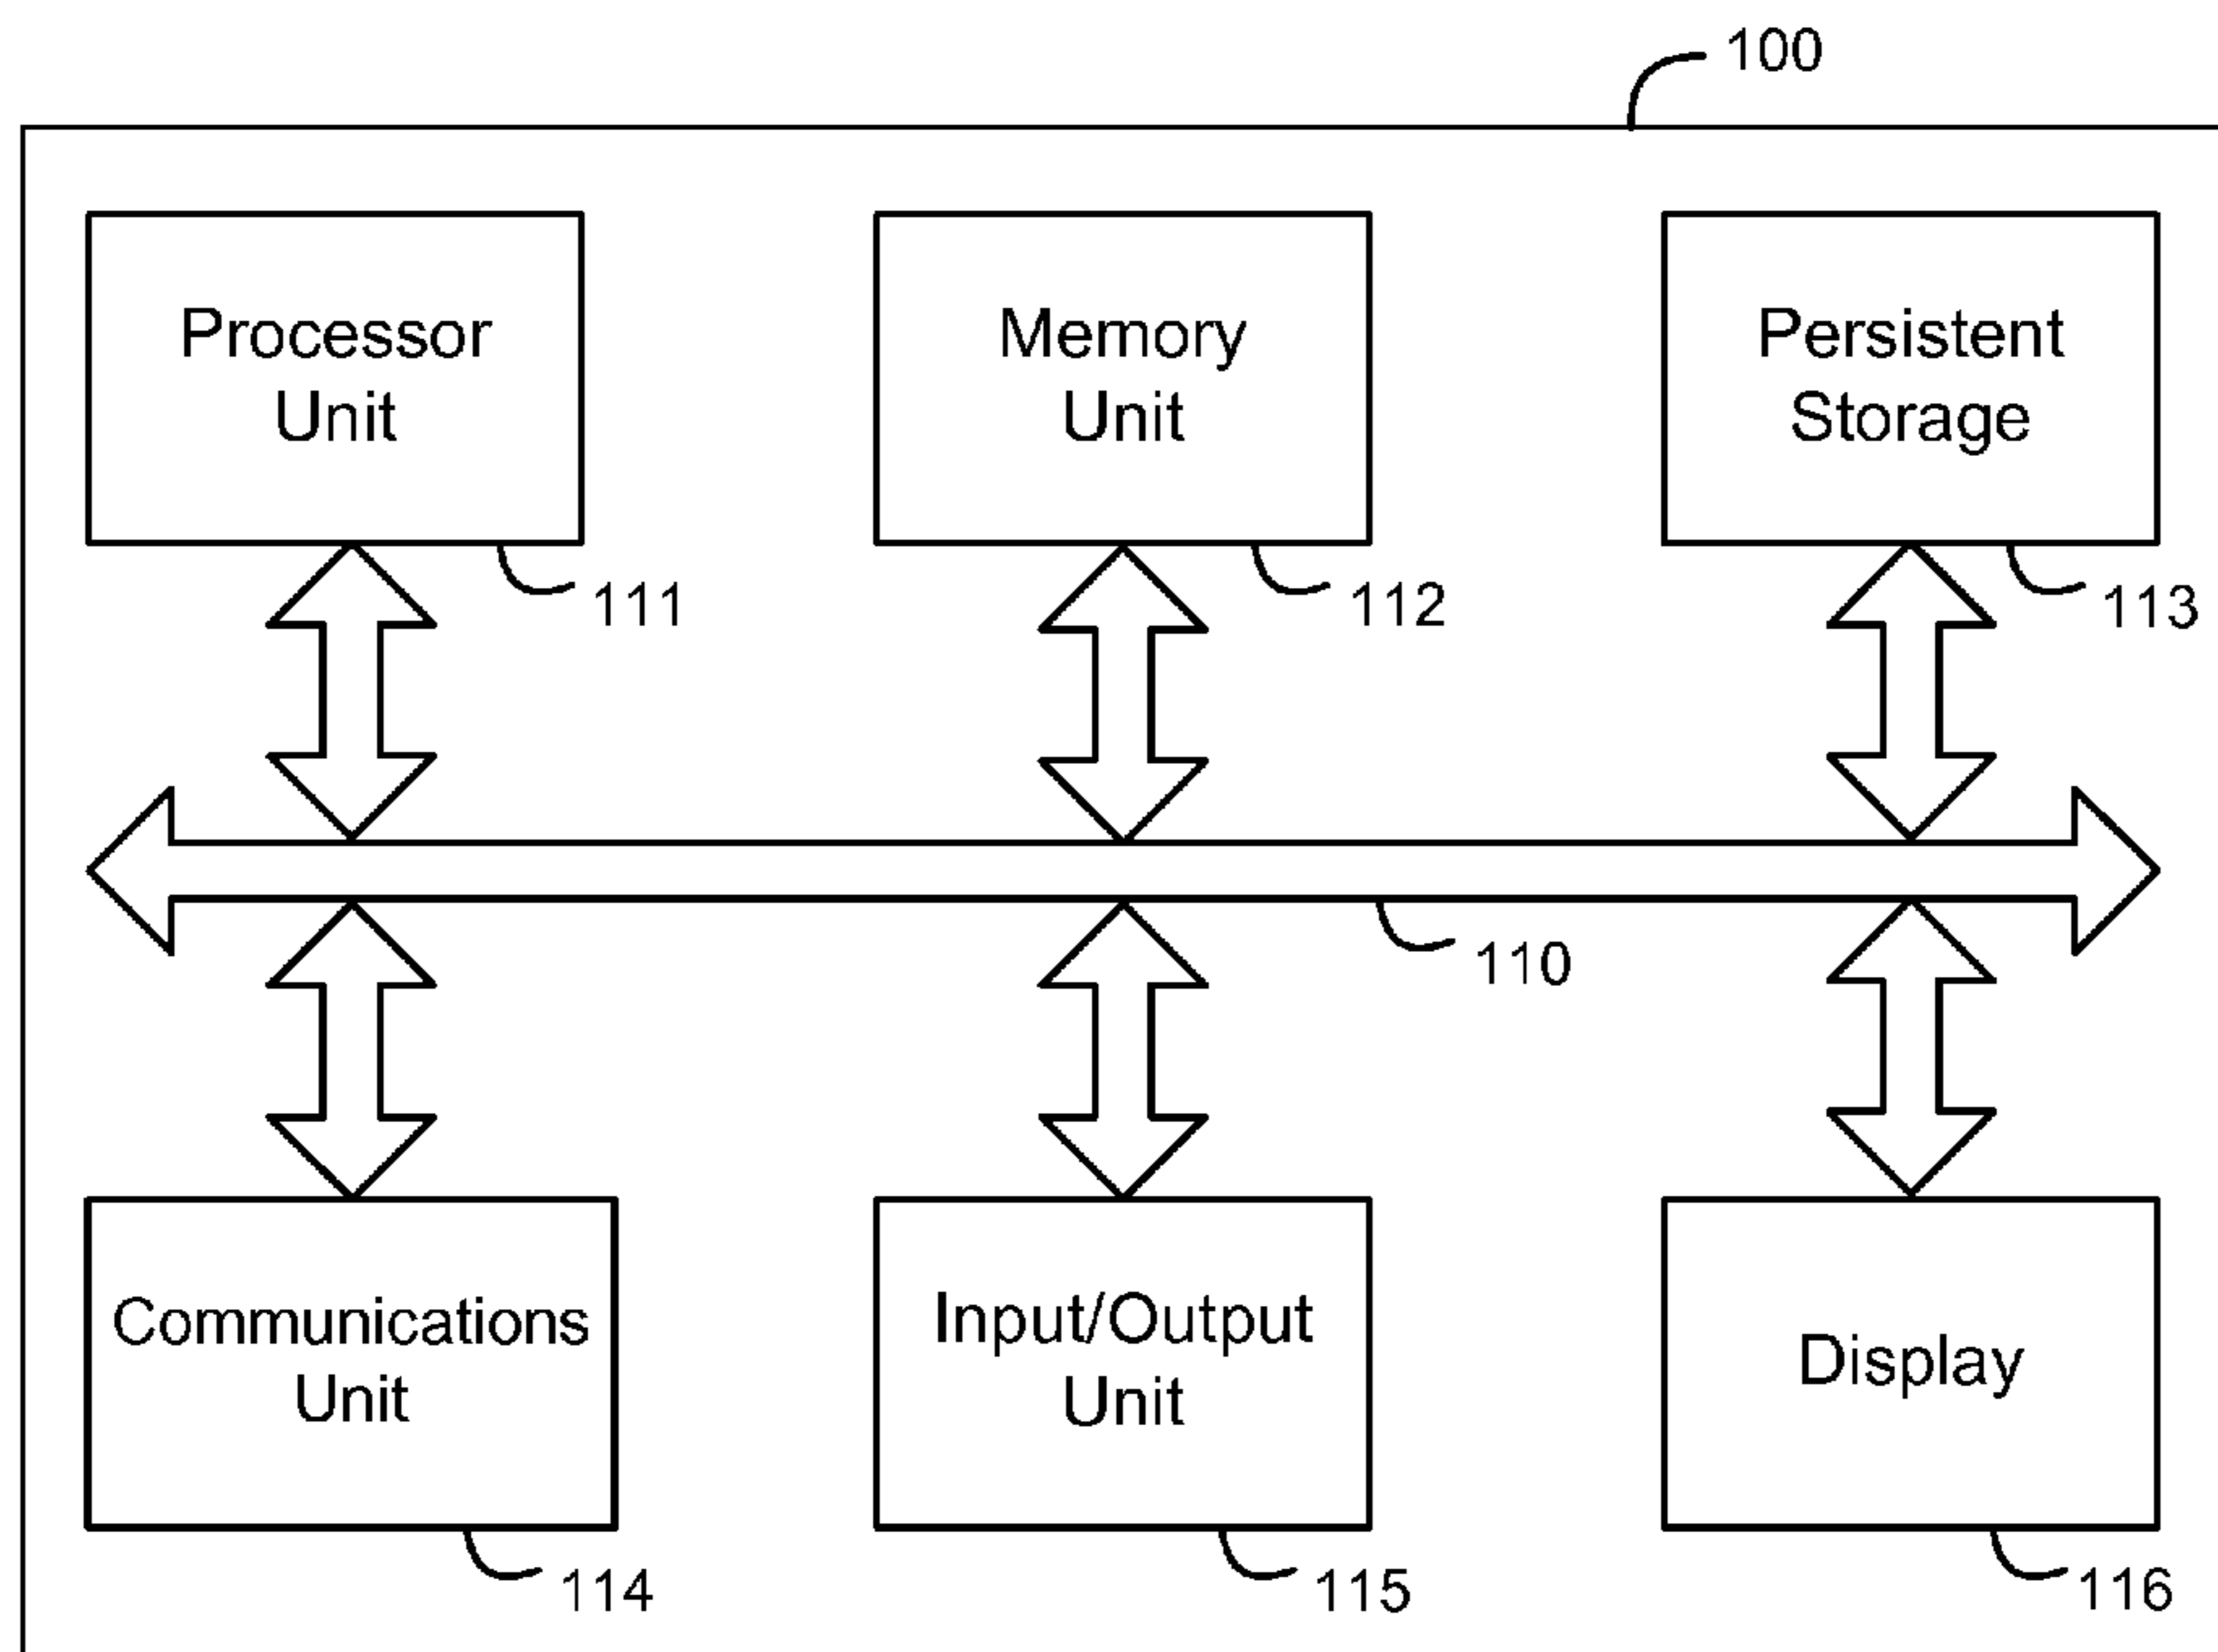 100
Processor
Unit
Memory
Unit
Persistent
Storage
111
112
113
110
Communications
Unit
Input/Output
Unit
Display
114
115
116